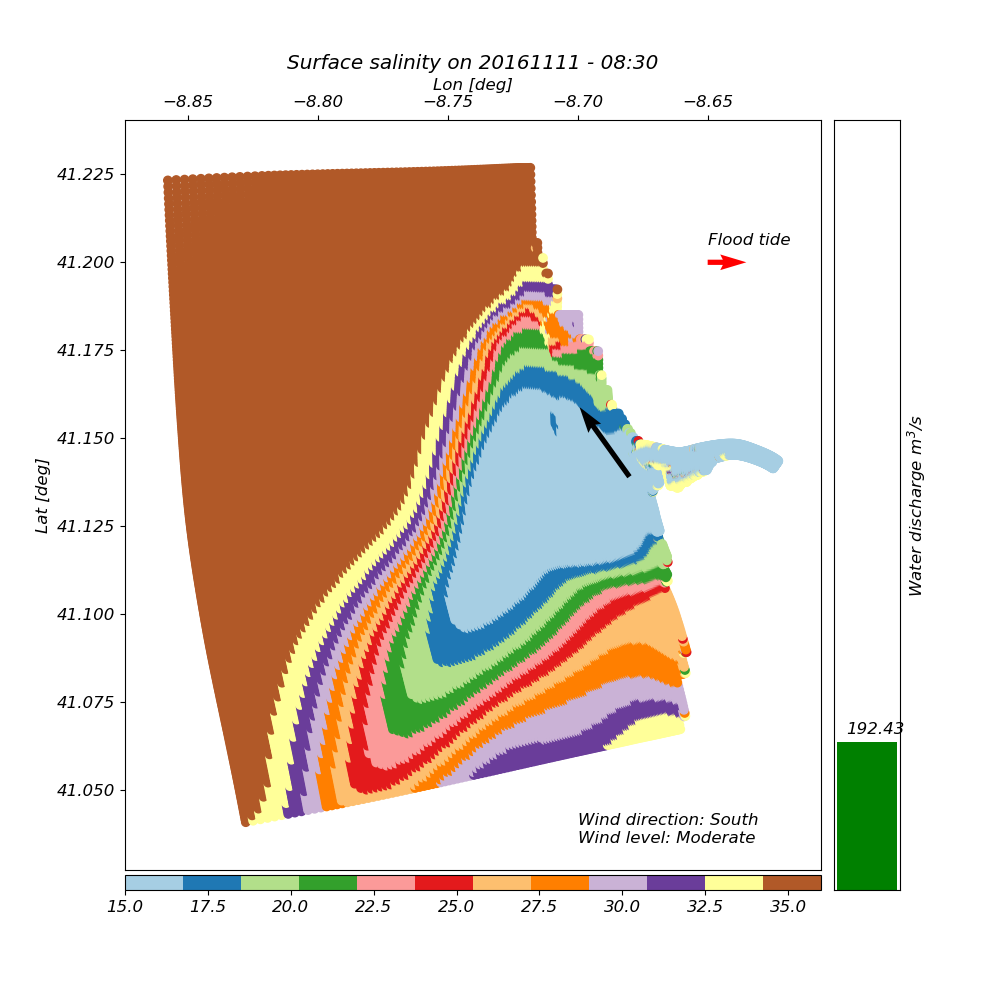 Surface salinity on 20161111 - 08:30
Lon [deg]
−8.85 −8.80 −8.75 −8.70 −8.65
41.225
41.200
41.175
41.150
41.125
41.100
41.075
41.050
Lat [deg]
Flood tide
Wind direction: South
Wind level: Moderate
15.0 17.5 20.0 22.5 25.0 27.5 30.0 32.5 35.0
192.43
Water discharge m³/s